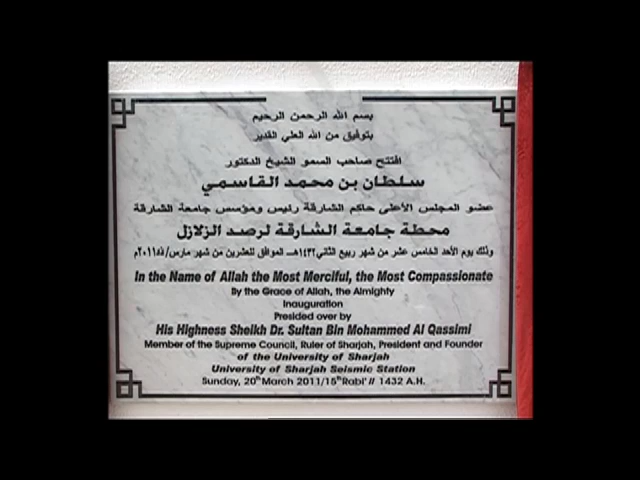 بسم الله الرحمن الرحيم
بتوفيق من الله العلي القدير
افتتح صاحب السمو الشيخ الدكتور
سلطان بن محمد القاسمي
عضو المجلس الأعلى حاكم الشارقة رئيس ومؤسس جامعة الشارقة
محطة جامعة الشارقة لرصد الزلازل
وذلك يوم الأحد الخامس عشر من شهر ربيع الثاني ١٤٣٢هـ الموافق للعشرين من شهر مارس/ ٢٠١١م
In the Name of Allah the Most Merciful, the Most Compassionate
By the Grace of Allah, the Almighty
Inauguration
Presided over by
His Highness Sheikh Dr. Sultan Bin Mohammed Al Qassimi
Member of the Supreme Council, Ruler of Sharjah, President and Founder
of the University of Sharjah
University of Sharjah Seismic Station
Sunday, 20th March 2011/15th Rabi' II 1432 A.H.